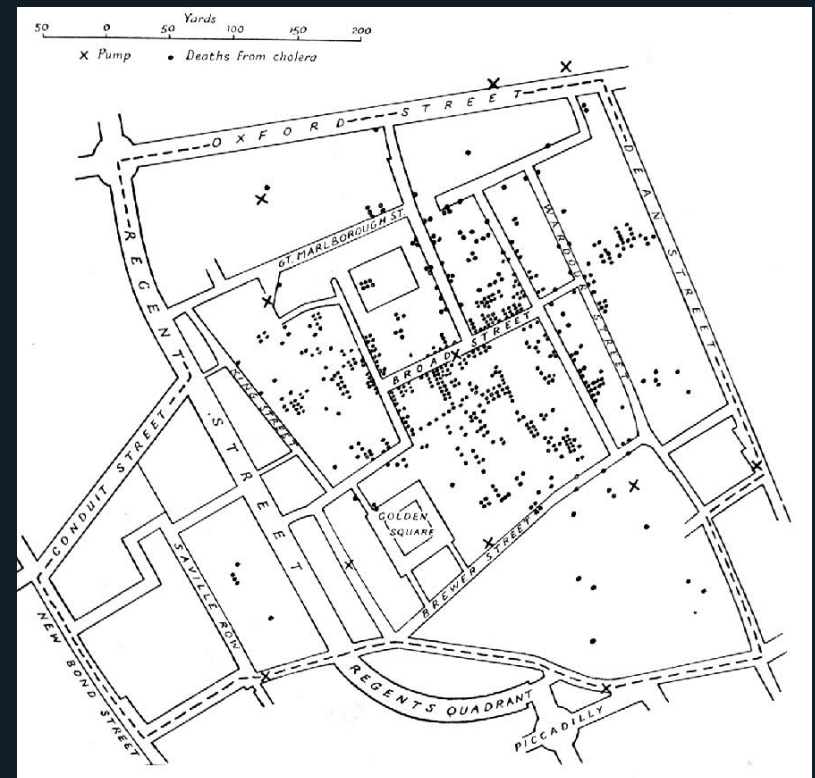 Yards
50 0 50 100 150 200
x Pump • Deaths from cholera
OXFORD STREET
DEAN STREET
REGENT STREET
GT. MARLBOROUGH ST.
WARDOUR STREET
BROAD STREET
KING STREET
CONDUIT STREET
GOLDEN
SQUARE
SAVILLE ROW
BREWER STREET
NEW BOND STREET
REGENTS QUADRANT
PICCADILLY